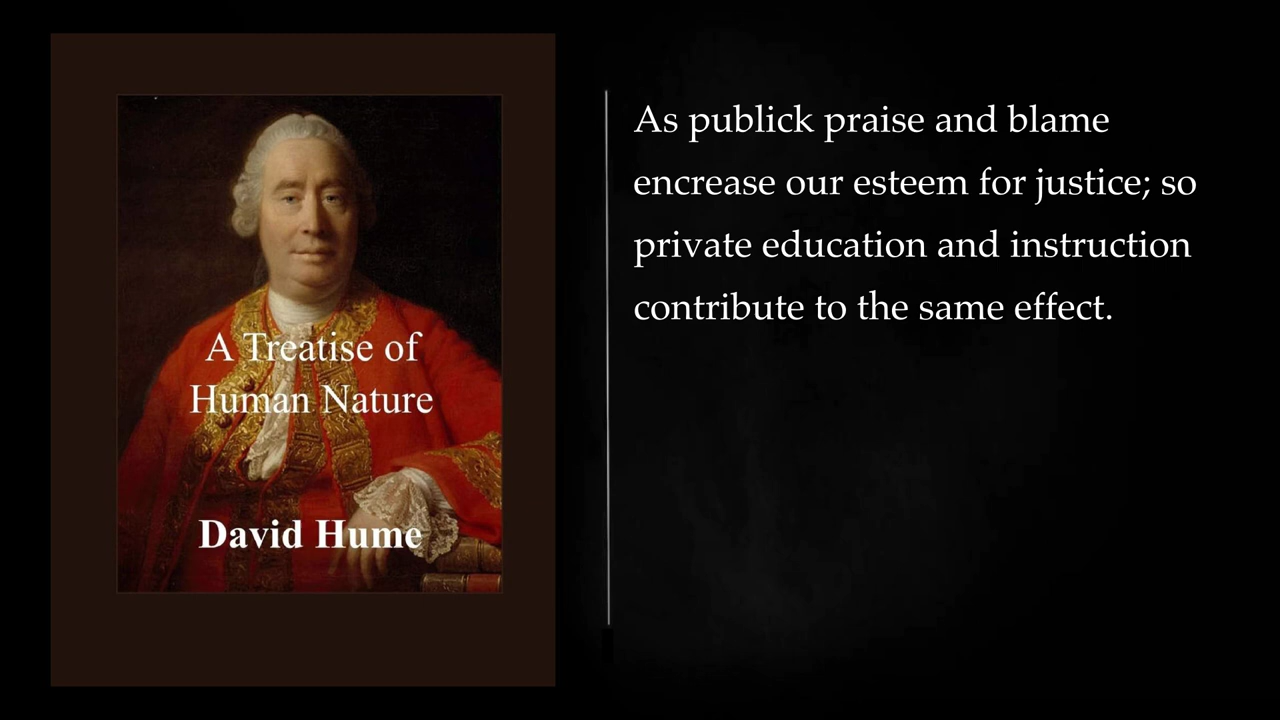 A Treatise of
Human Nature
David Hume
As publick praise and blame
encrease our esteem for justice; so
private education and instruction
contribute to the same effect.